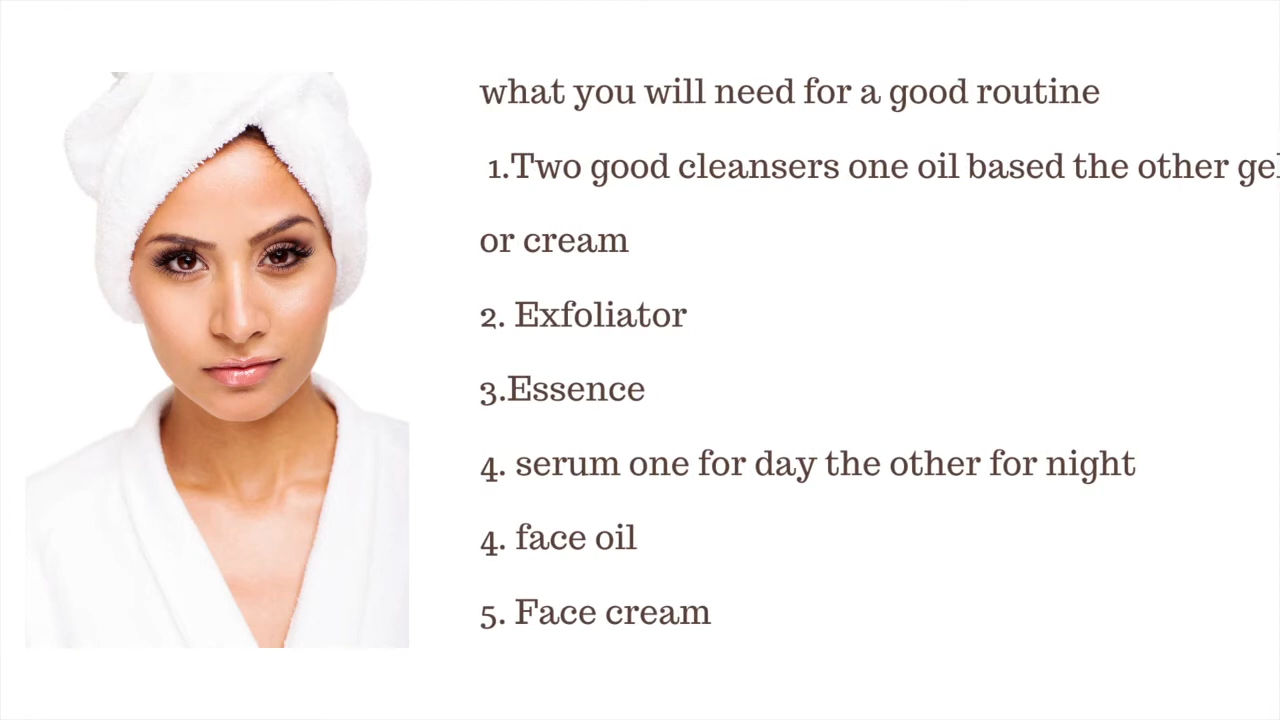 what you will need for a good routine
1.Two good cleansers one oil based the other gel
or cream
2. Exfoliator
3.Essence
4. serum one for day the other for night
4. face oil
5. Face cream